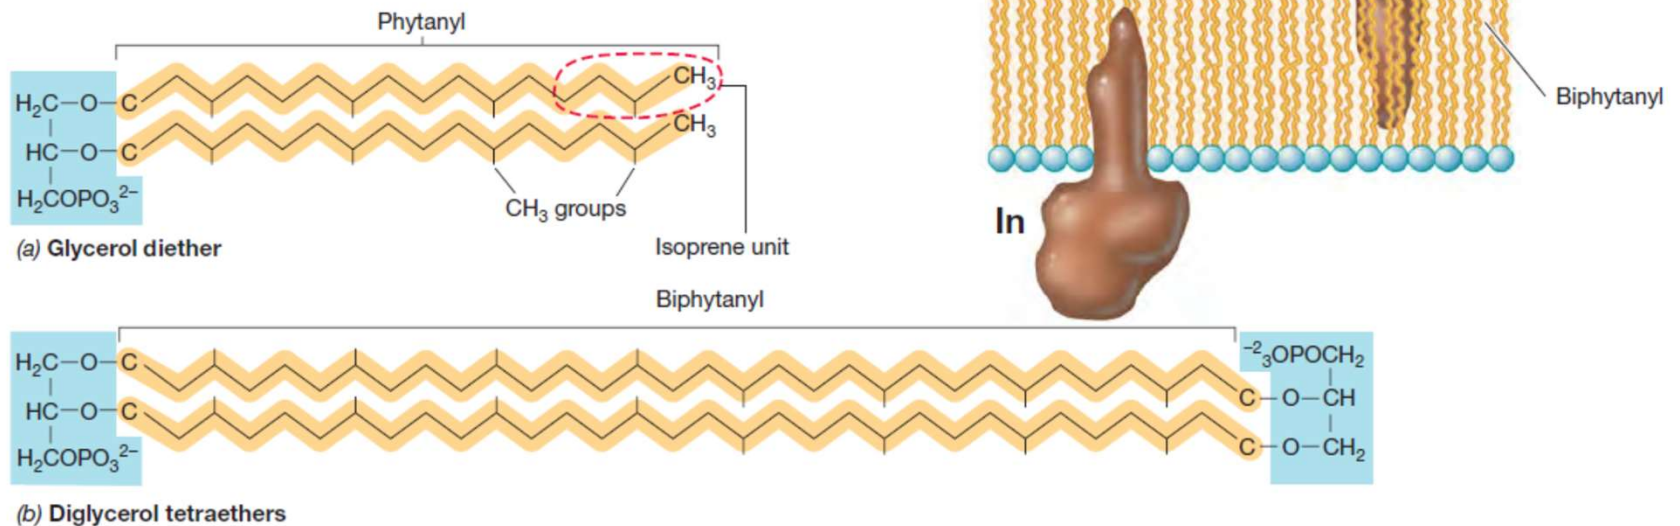 Phytanyl
CH3
H2C—O—C
CH3
HC—O—C
H2COPO3^2–
CH3 groups
(a) Glycerol diether
Isoprene unit
Biphytanyl
In
Biphytanyl
H2C—O—C
–2 3OPOCH2
HC—O—C
C—O—CH
H2COPO3^2–
C—O—CH2
(b) Diglycerol tetraethers